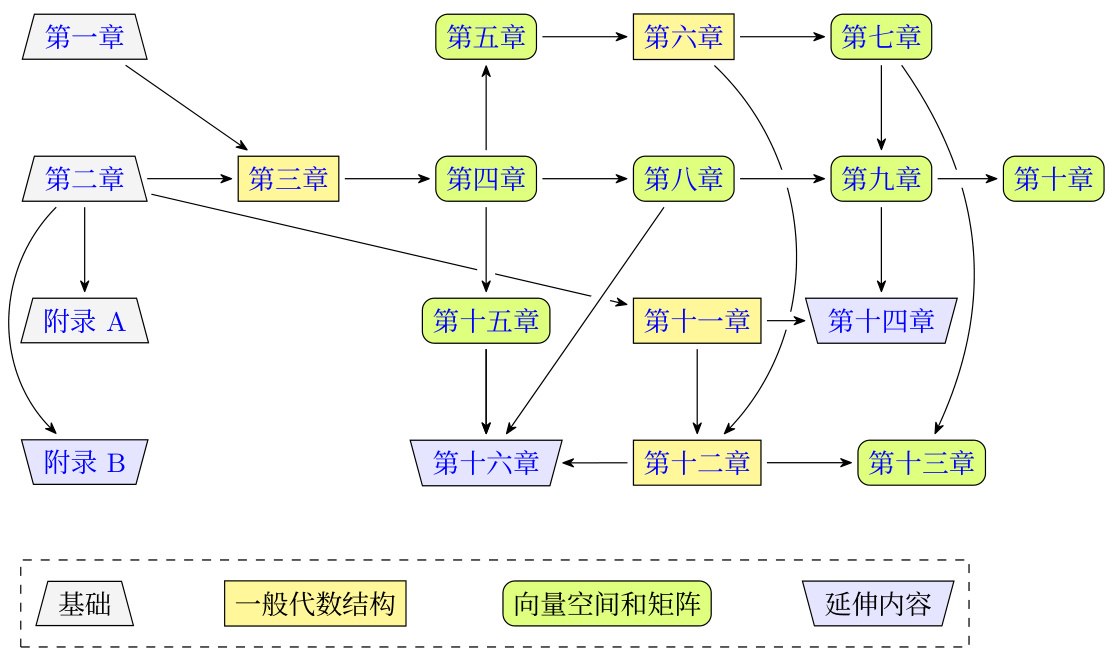 第一章 第五章 第六章 第七章
第二章 第三章 第四章 第八章 第九章 第十章
附录 A 第十五章 第十一章 第十四章
附录 B 第十六章 第十二章 第十三章
基础 一般代数结构 向量空间和矩阵 延伸内容